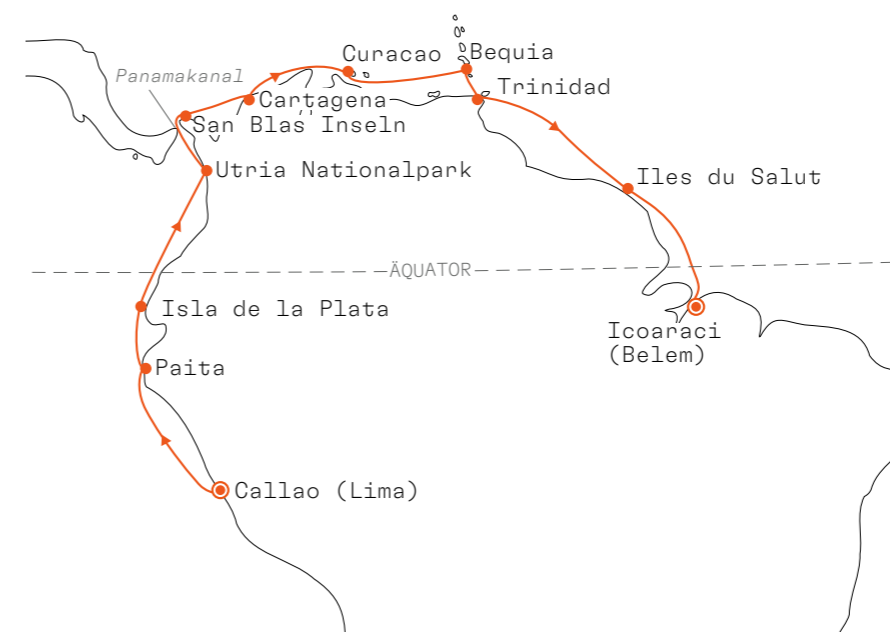 Curacao
Bequia
Panamakanal
Trinidad
Cartagena
San Blas Inseln
Utria Nationalpark
Iles du Salut
ÄQUATOR
Isla de la Plata
Icoaraci
(Belem)
Paita
Callao (Lima)